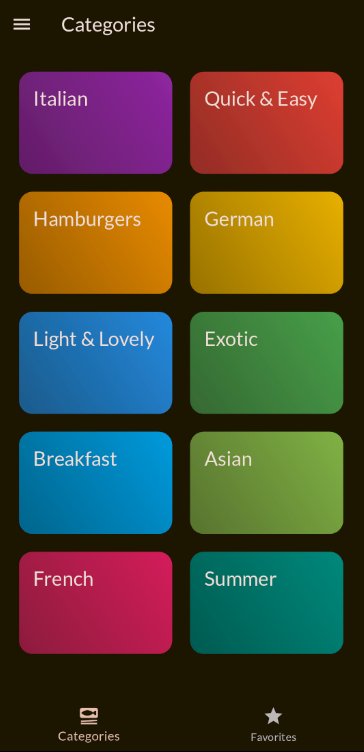 Categories
Italian
Quick & Easy
Hamburgers
German
Light & Lovely
Exotic
Breakfast
Asian
French
Summer
Categories
Favorites